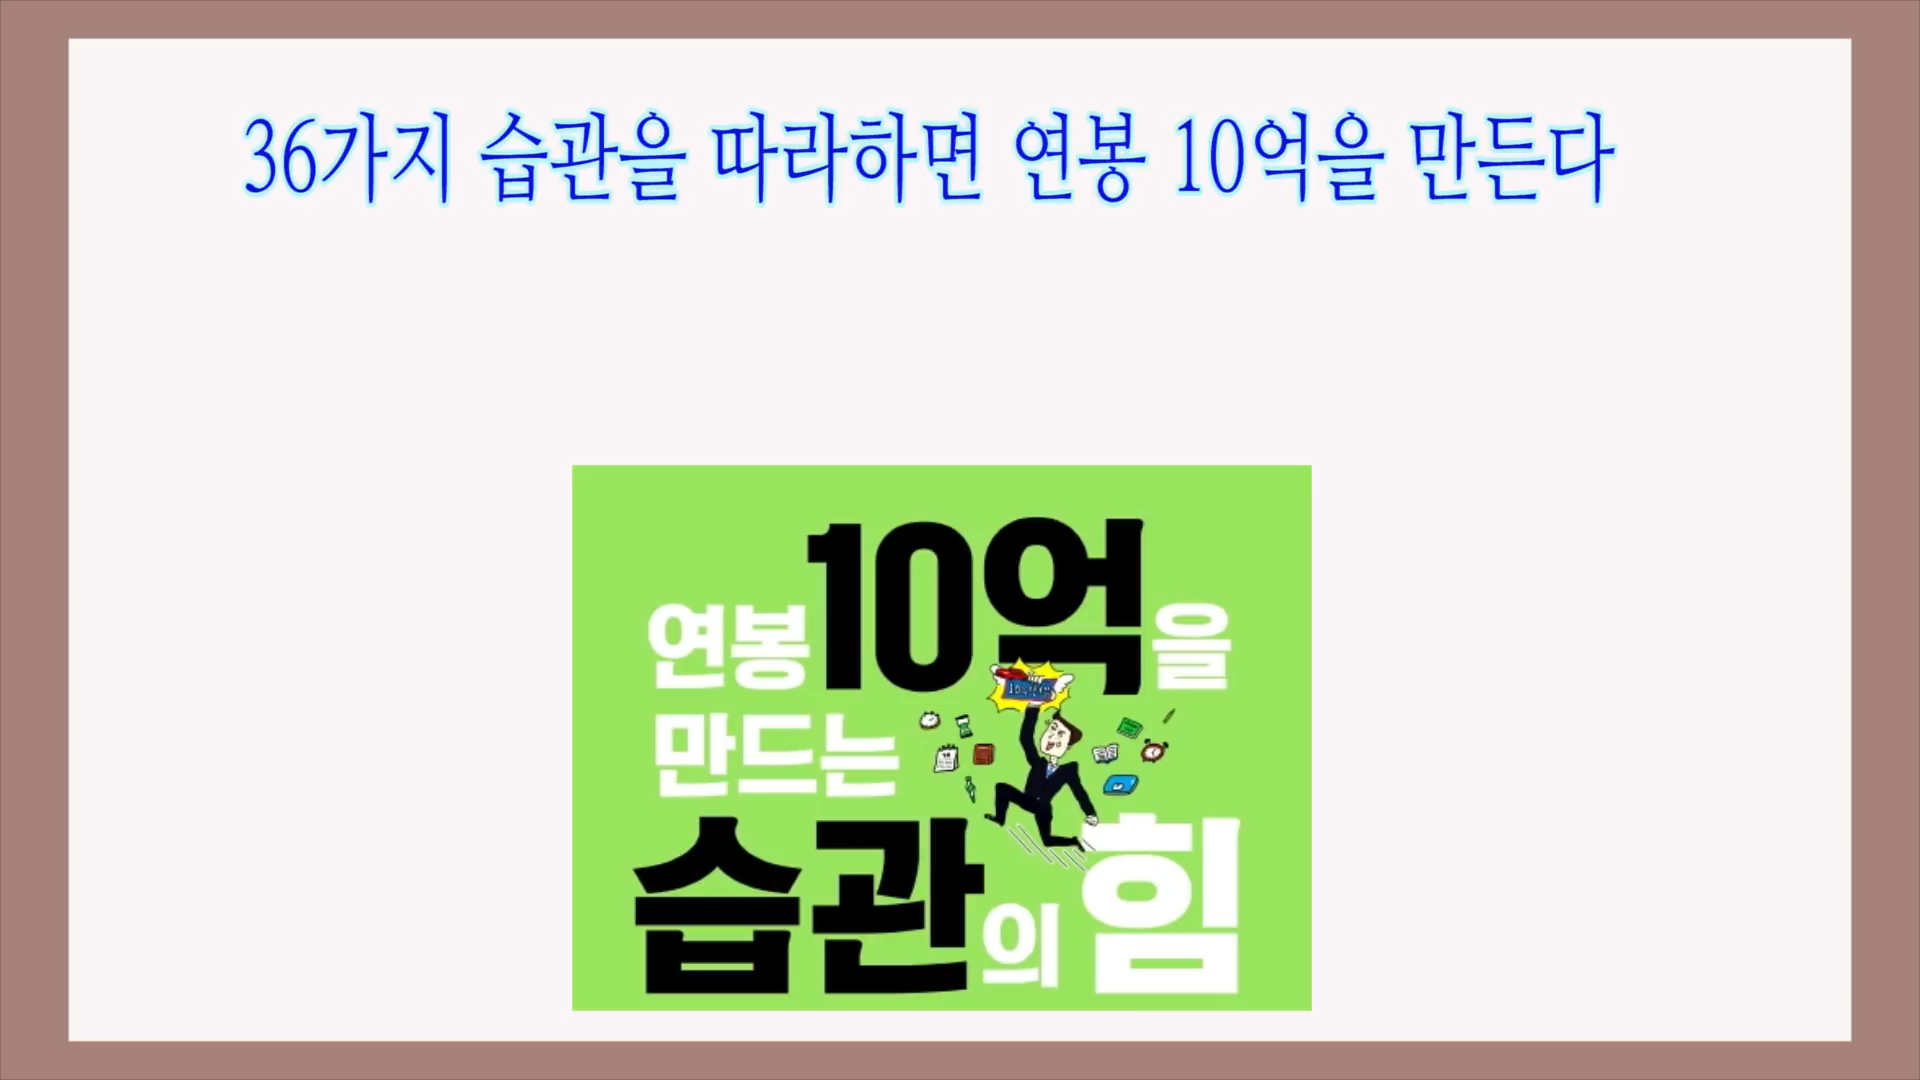 36가지 습관을 따라하면 연봉 10억을 만든다
연봉10억을
만드는
습관의 힘